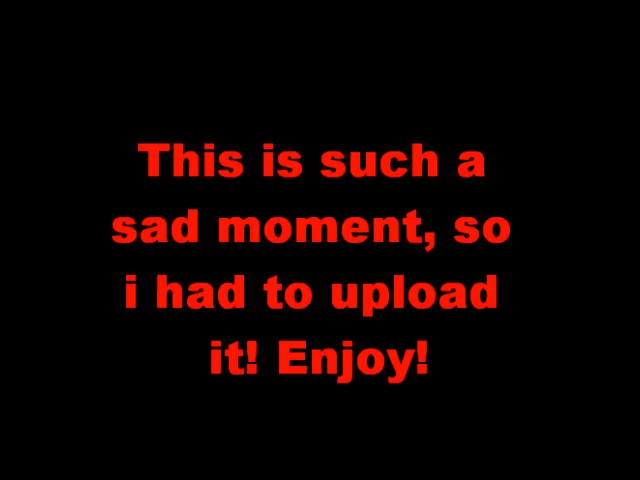 This is such a
sad moment, so
i had to upload
it! Enjoy!